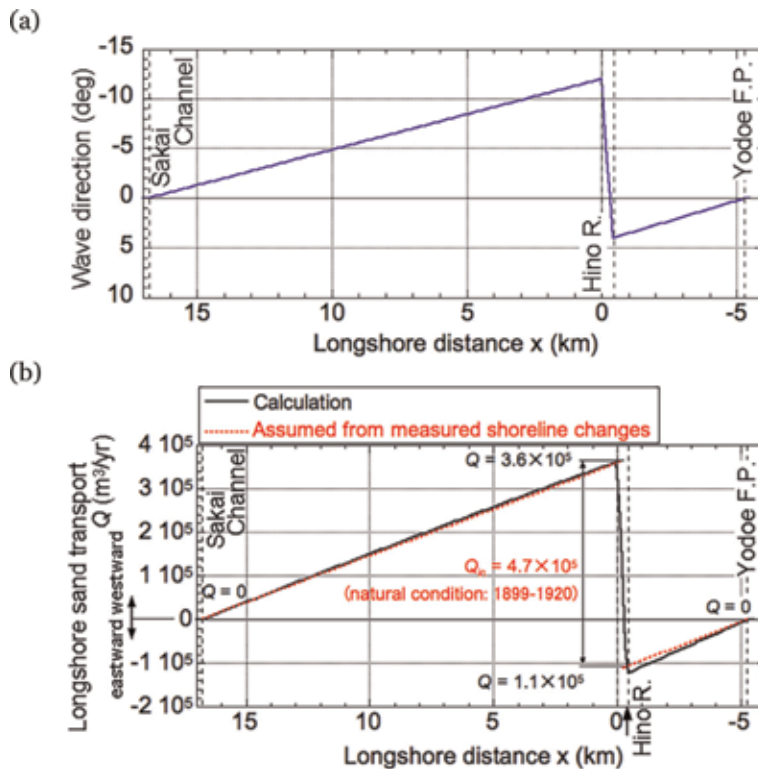 (a)
-15
-10
-5
0
5
10
Wave direction (deg)
Sakai
Channel
Hino R.
Yodoe F.P.
15
10
5
0
-5
Longshore distance x (km)
(b)
Calculation
Assumed from measured shoreline changes
4 10⁵
3 10⁵
2 10⁵
1 10⁵
0
-1 10⁵
-2 10⁵
Longshore sand transport
Q (m³/yr)
eastward westward
Sakai
Channel
Q = 0
Q = 3.6×10⁵
Qin = 4.7×10⁵
(natural condition: 1899-1920)
Q = 1.1×10⁵
Q = 0
Hino R.
Yodoe F.P.
15
10
5
0
-5
Longshore distance x (km)